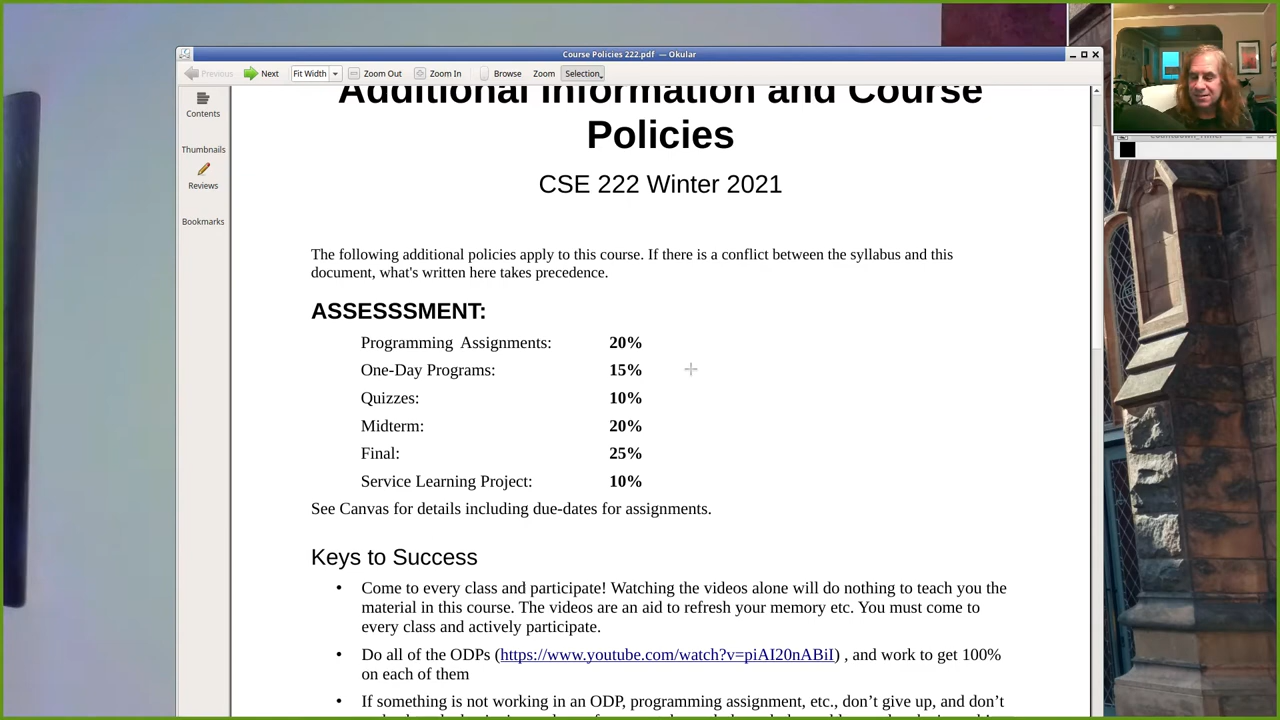 Course Policies 222.pdf — Okular
Previous Next Fit Width Zoom Out Zoom In Browse Zoom Selection
Contents
Thumbnails
Reviews
Bookmarks
Additional Information and Course
Policies
CSE 222 Winter 2021
The following additional policies apply to this course. If there is a conflict between the syllabus and this
document, what's written here takes precedence.
ASSESSSMENT:
Programming Assignments: 20%
One-Day Programs: 15%
Quizzes: 10%
Midterm: 20%
Final: 25%
Service Learning Project: 10%
See Canvas for details including due-dates for assignments.
Keys to Success
• Come to every class and participate! Watching the videos alone will do nothing to teach you the
material in this course. The videos are an aid to refresh your memory etc. You must come to
every class and actively participate.
• Do all of the ODPs (https://www.youtube.com/watch?v=piAI20nABiI) , and work to get 100%
on each of them
• If something is not working in an ODP, programming assignment, etc., don’t give up, and don’t